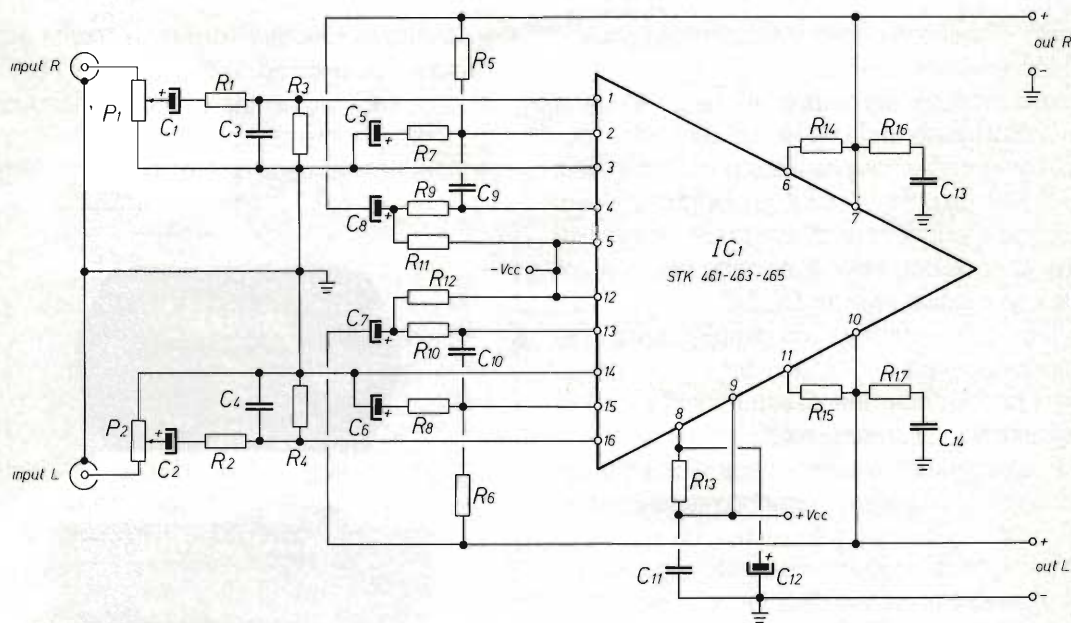 input R
P1
C1
R1
C3
R3
C5
R7
R5
C8
R9
C9
R11
-Vcc
R12
C7
R10
C10
C6
R8
R6
input L
P2
C2
R2
C4
R4
1
2
3
4
5
12
13
14
15
16
IC1
STK 461-463-465
6
7
8
9
10
11
R14
R16
C13
R15
R17
C14
R13
+Vcc
C11
+
C12
+
out R
-
+
out L
-